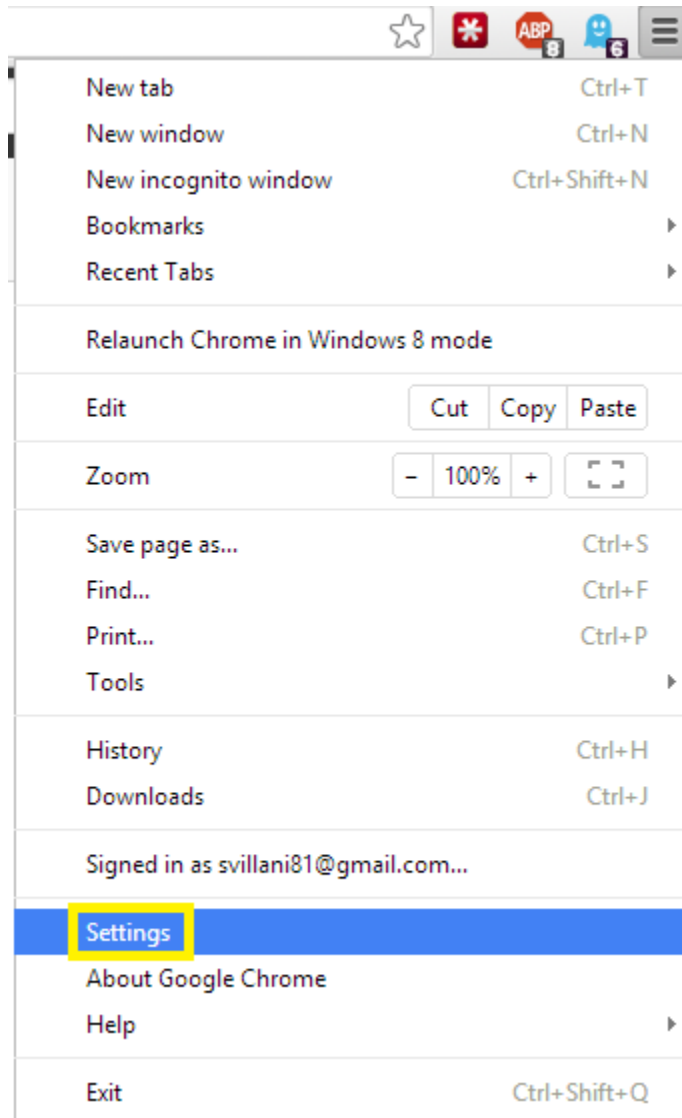 ABP 8 6
New tab Ctrl+T
New window Ctrl+N
New incognito window Ctrl+Shift+N
Bookmarks
Recent Tabs
Relaunch Chrome in Windows 8 mode
Edit Cut Copy Paste
Zoom - 100% +
Save page as... Ctrl+S
Find... Ctrl+F
Print... Ctrl+P
Tools
History Ctrl+H
Downloads Ctrl+J
Signed in as svillani81@gmail.com...
Settings
About Google Chrome
Help
Exit Ctrl+Shift+Q